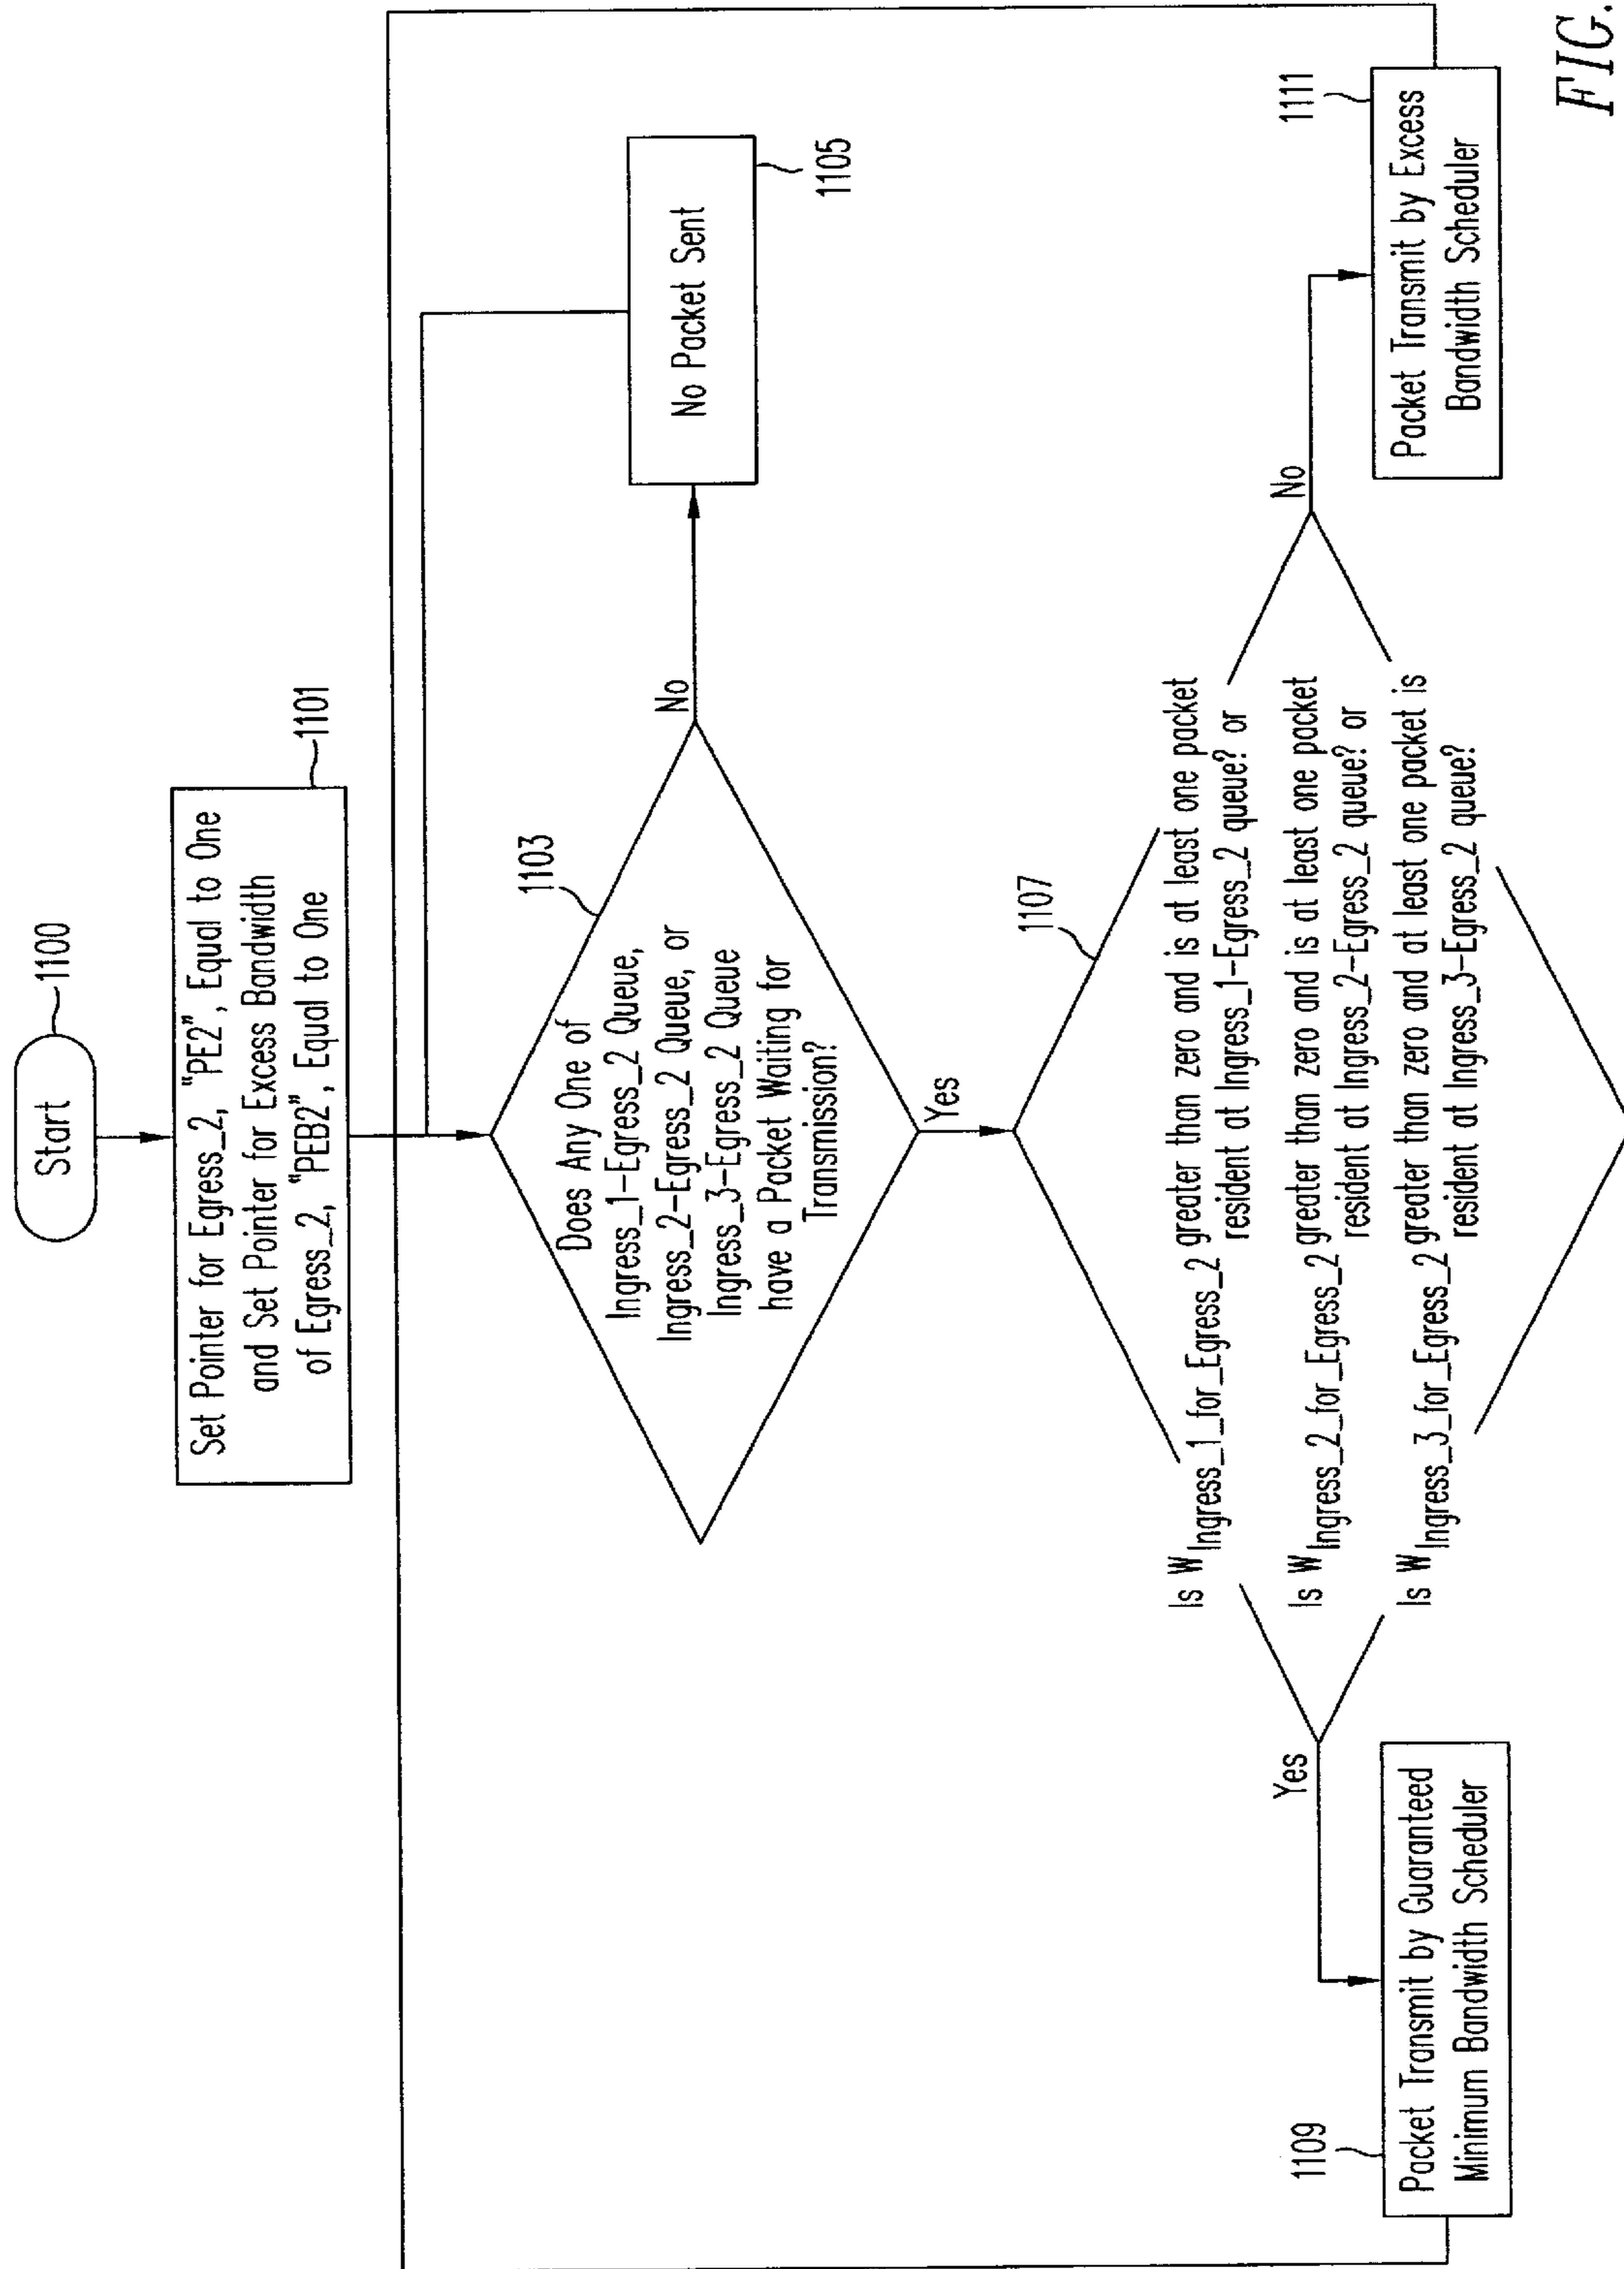 Start
1100
Set Pointer for Egress_2, "PE2", Equal to One
and Set Pointer for Excess Bandwidth
of Egress_2, "PEB2", Equal to One
1101
Does Any One of
Ingress_1-Egress_2 Queue,
Ingress_2-Egress_2 Queue, or
Ingress_3-Egress_2 Queue
have a Packet Waiting for
Transmission?
1103
No
No Packet Sent
1105
Yes
1107
Is W Ingress_1_for_Egress_2 greater than zero and is at least one packet
resident at Ingress_1-Egress_2 queue? or
Is W Ingress_2_for_Egress_2 greater than zero and is at least one packet
resident at Ingress_2-Egress_2 queue? or
Is W Ingress_3_for_Egress_2 greater than zero and at least one packet is
resident at Ingress_3-Egress_2 queue?
Yes
No
1109
Packet Transmit by Guaranteed
Minimum Bandwidth Scheduler
1111
Packet Transmit by Excess
Bandwidth Scheduler
FIG.